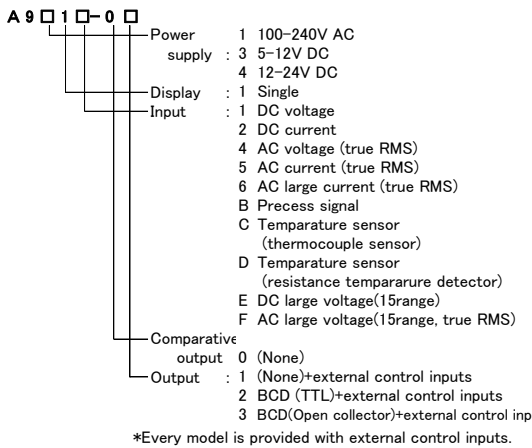 A 9 □ 1 □-0 □
Power 1 100-240V AC
supply : 3 5-12V DC
4 12-24V DC
Display : 1 Single
Input : 1 DC voltage
2 DC current
4 AC voltage (true RMS)
5 AC current (true RMS)
6 AC large current (true RMS)
B Precess signal
C Temparature sensor
(thermocouple sensor)
D Temparature sensor
(resistance tempararure detector)
E DC large voltage(15range)
F AC large voltage(15range, true RMS)
Comparative
output 0 (None)
Output : 1 (None)+external control inputs
2 BCD (TTL)+external control inputs
3 BCD(Open collector)+external control inp
*Every model is provided with external control inputs.